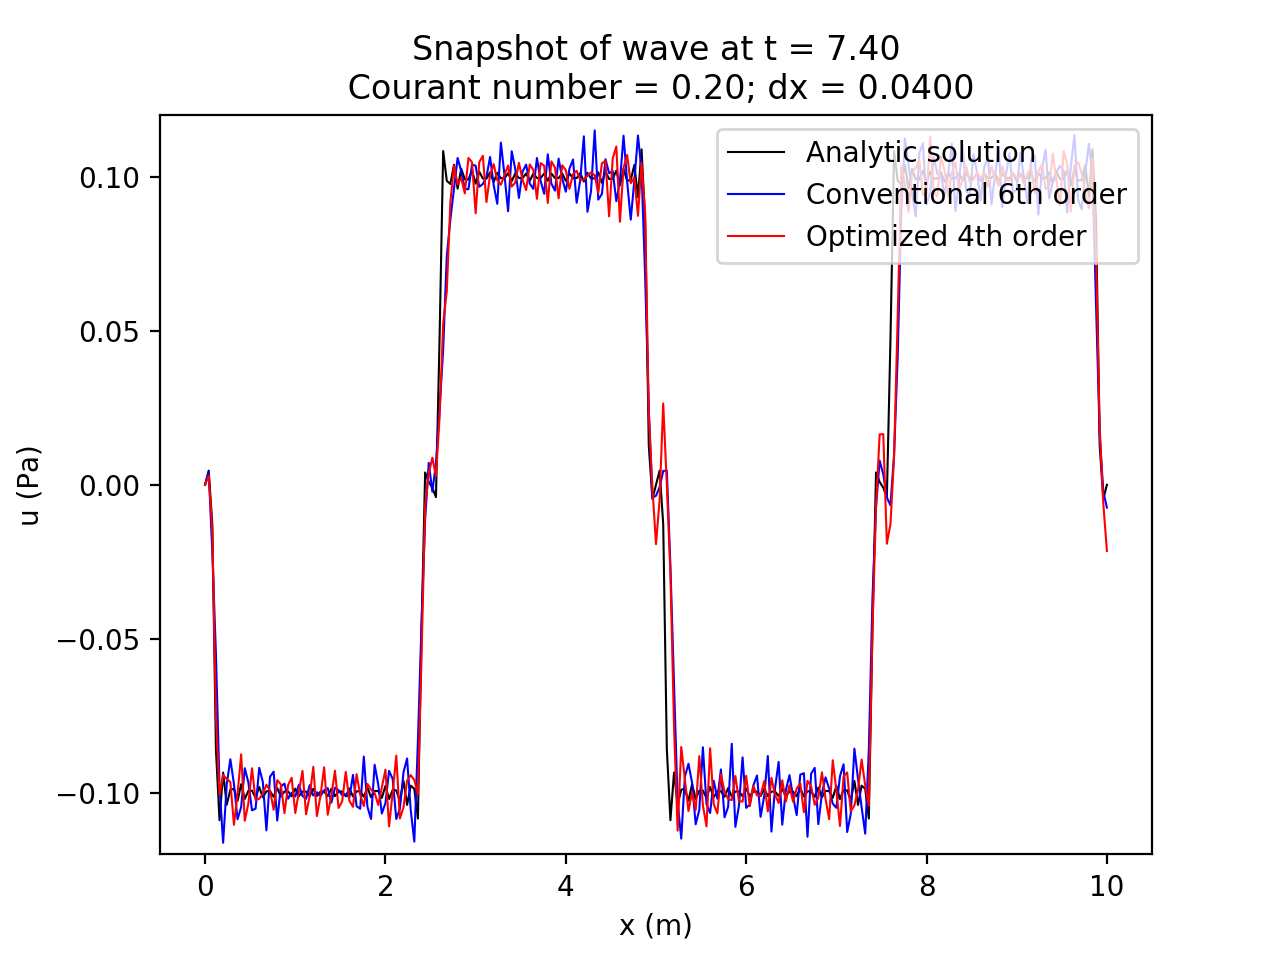 Snapshot of wave at t = 7.40
Courant number = 0.20; dx = 0.0400
Analytic solution
Conventional 6th order
Optimized 4th order
0.10
0.05
0.00
−0.05
−0.10
u (Pa)
0 2 4 6 8 10
x (m)